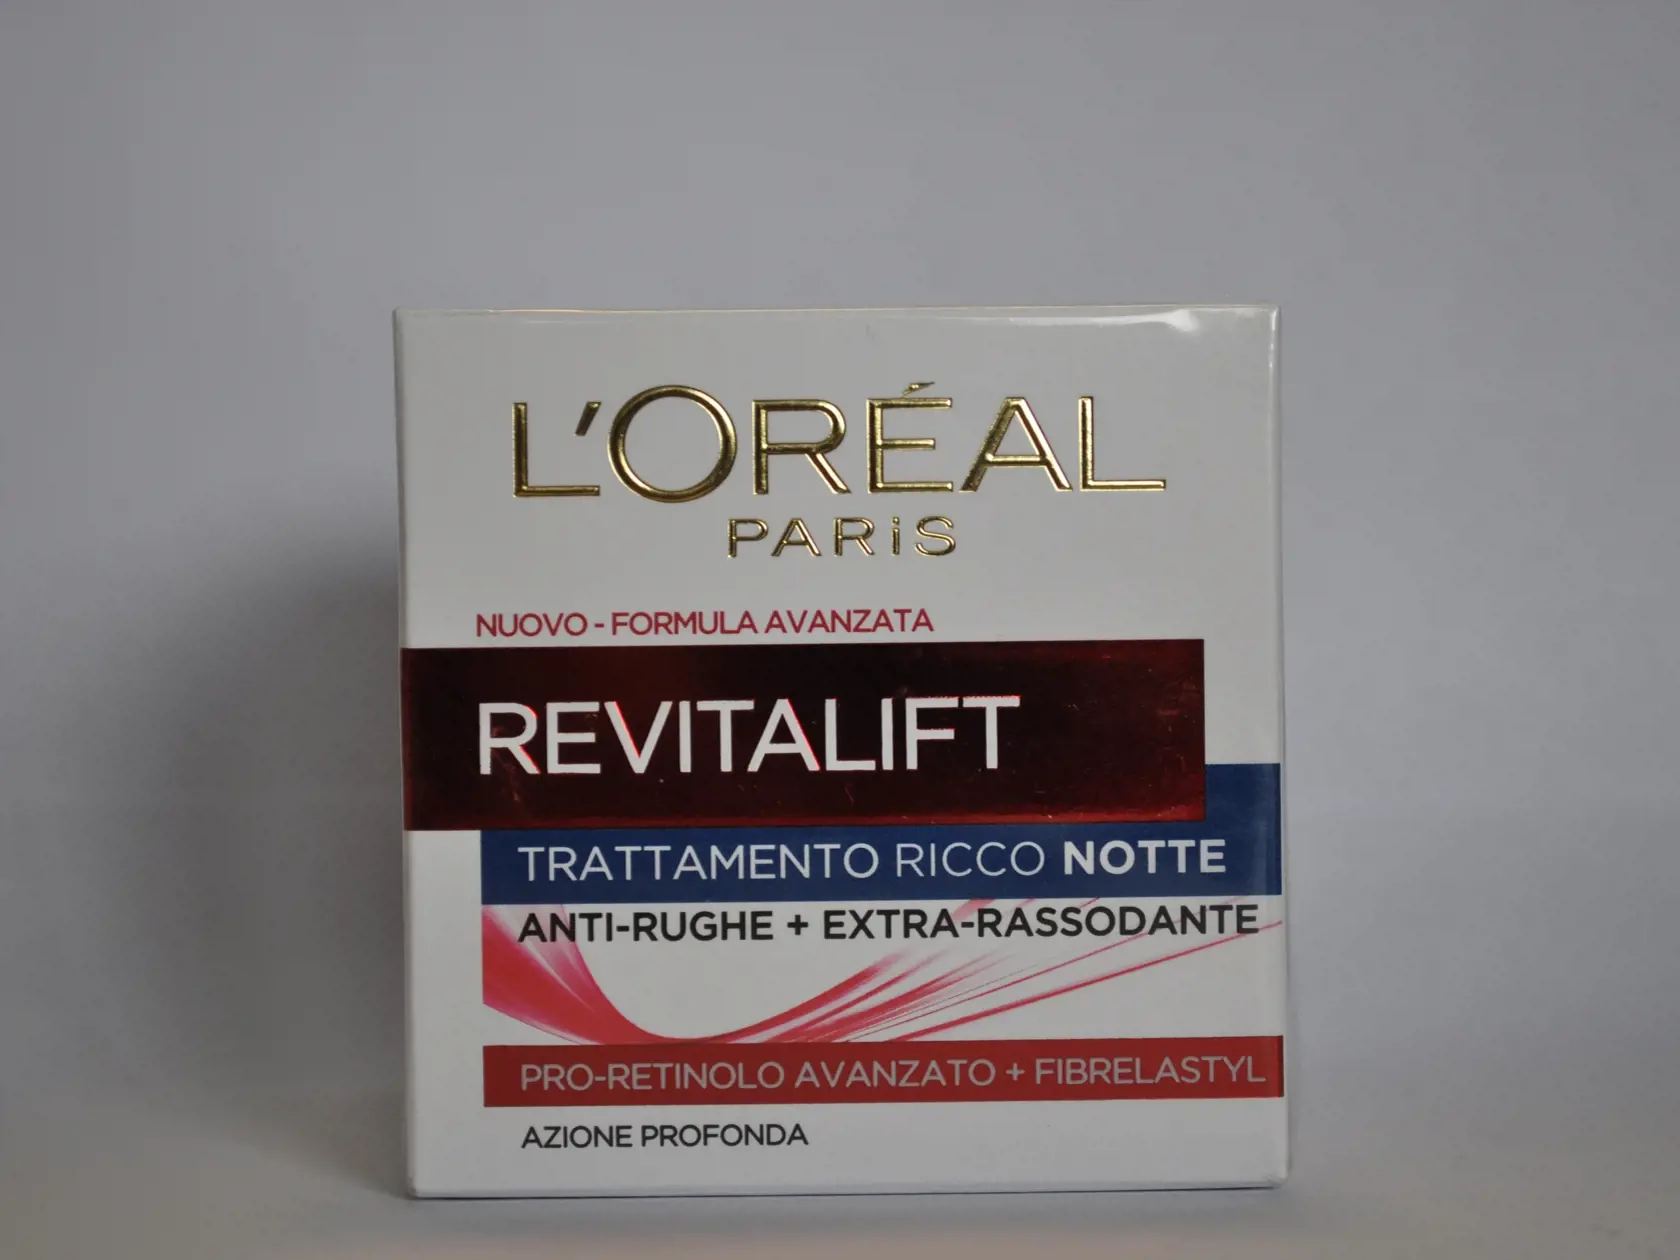 L'ORÉAL
PARiS
NUOVO - FORMULA AVANZATA
REVITALIFT
TRATTAMENTO RICCO NOTTE
ANTI-RUGHE + EXTRA-RASSODANTE
PRO-RETINOLO AVANZATO + FIBRELASTYL
AZIONE PROFONDA